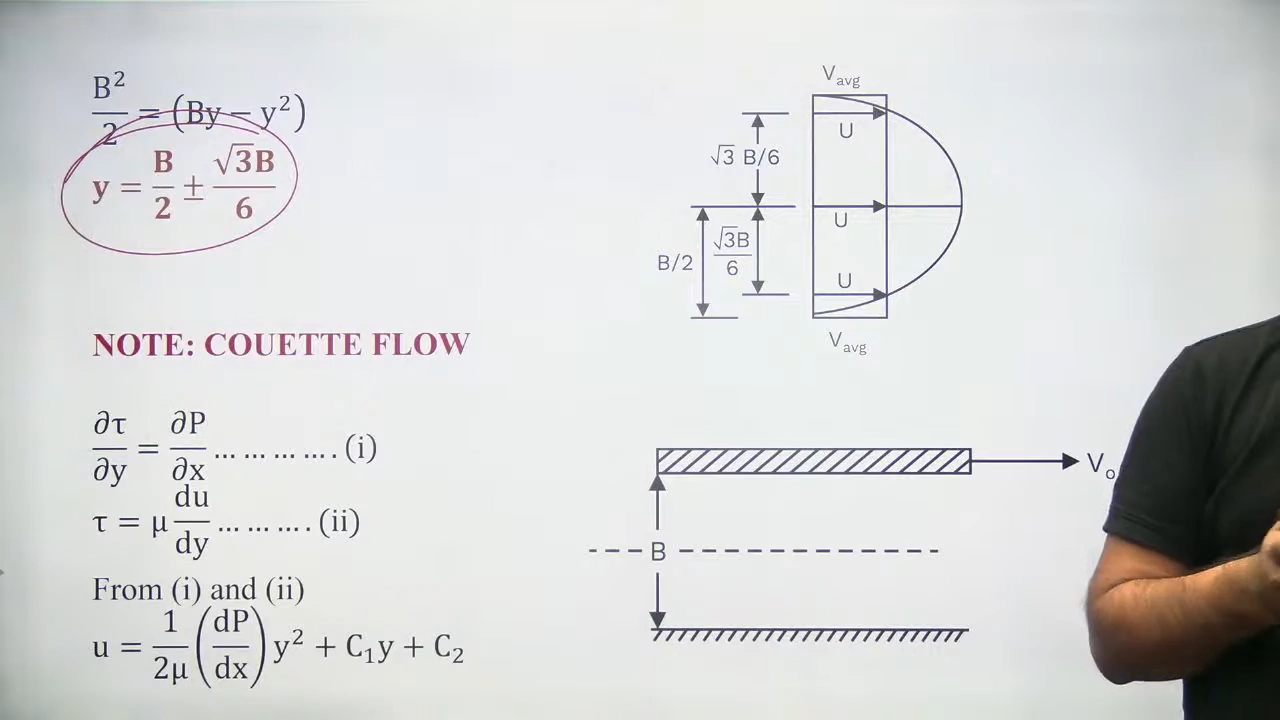 B²/2 = (By − y²)
y = B/2 ± √3B/6
NOTE: COUETTE FLOW
∂τ/∂y = ∂P/∂x … … … … . (i)
τ = μ du/dy … … … . (ii)
From (i) and (ii)
u = 1/2μ (dP/dx) y² + C₁y + C₂
V_avg
U
√3 B/6
U
B/2
√3B/6
U
V_avg
V₀
B